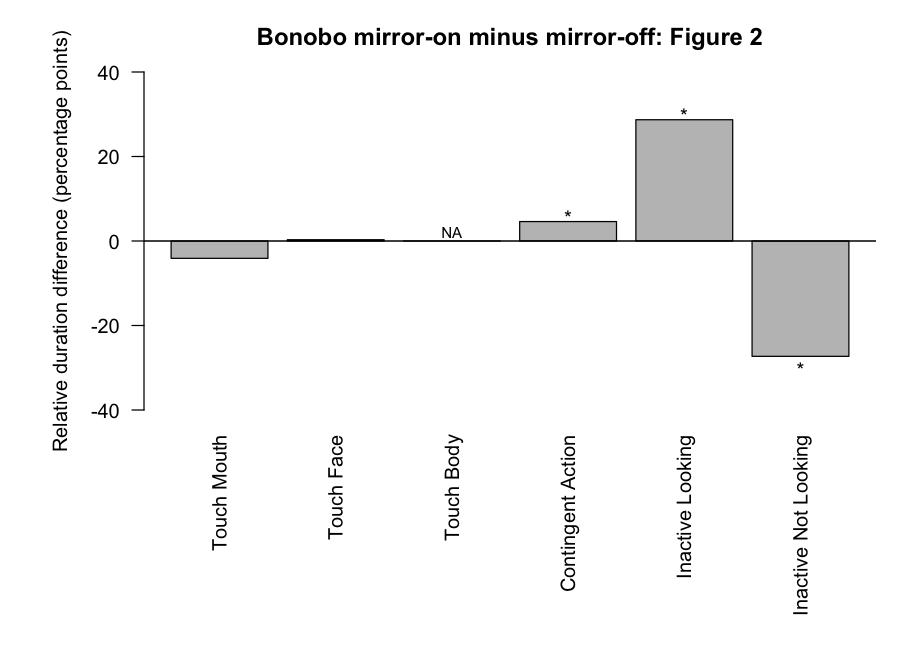 Bonobo mirror-on minus mirror-off: Figure 2
Relative duration difference (percentage points)
40
20
0
-20
-40
NA
*
*
*
Touch Mouth
Touch Face
Touch Body
Contingent Action
Inactive Looking
Inactive Not Looking